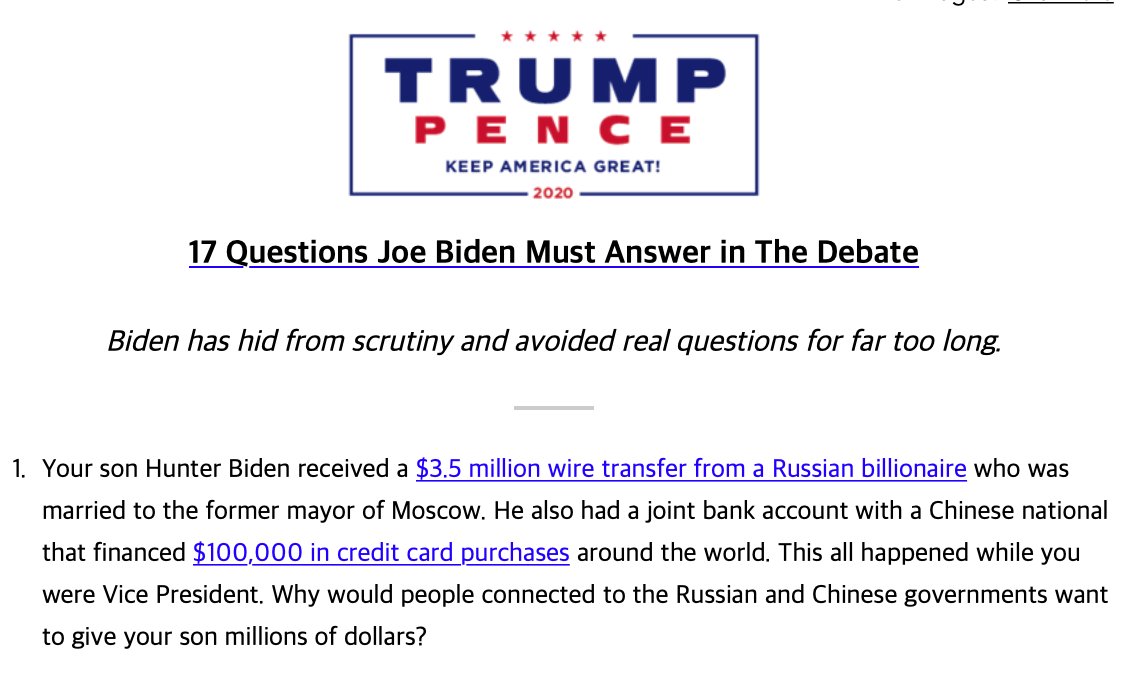 TRUMP
PENCE
KEEP AMERICA GREAT!
2020
17 Questions Joe Biden Must Answer in The Debate
Biden has hid from scrutiny and avoided real questions for far too long.
1. Your son Hunter Biden received a $3.5 million wire transfer from a Russian billionaire who was
married to the former mayor of Moscow. He also had a joint bank account with a Chinese national
that financed $100,000 in credit card purchases around the world. This all happened while you
were Vice President. Why would people connected to the Russian and Chinese governments want
to give your son millions of dollars?